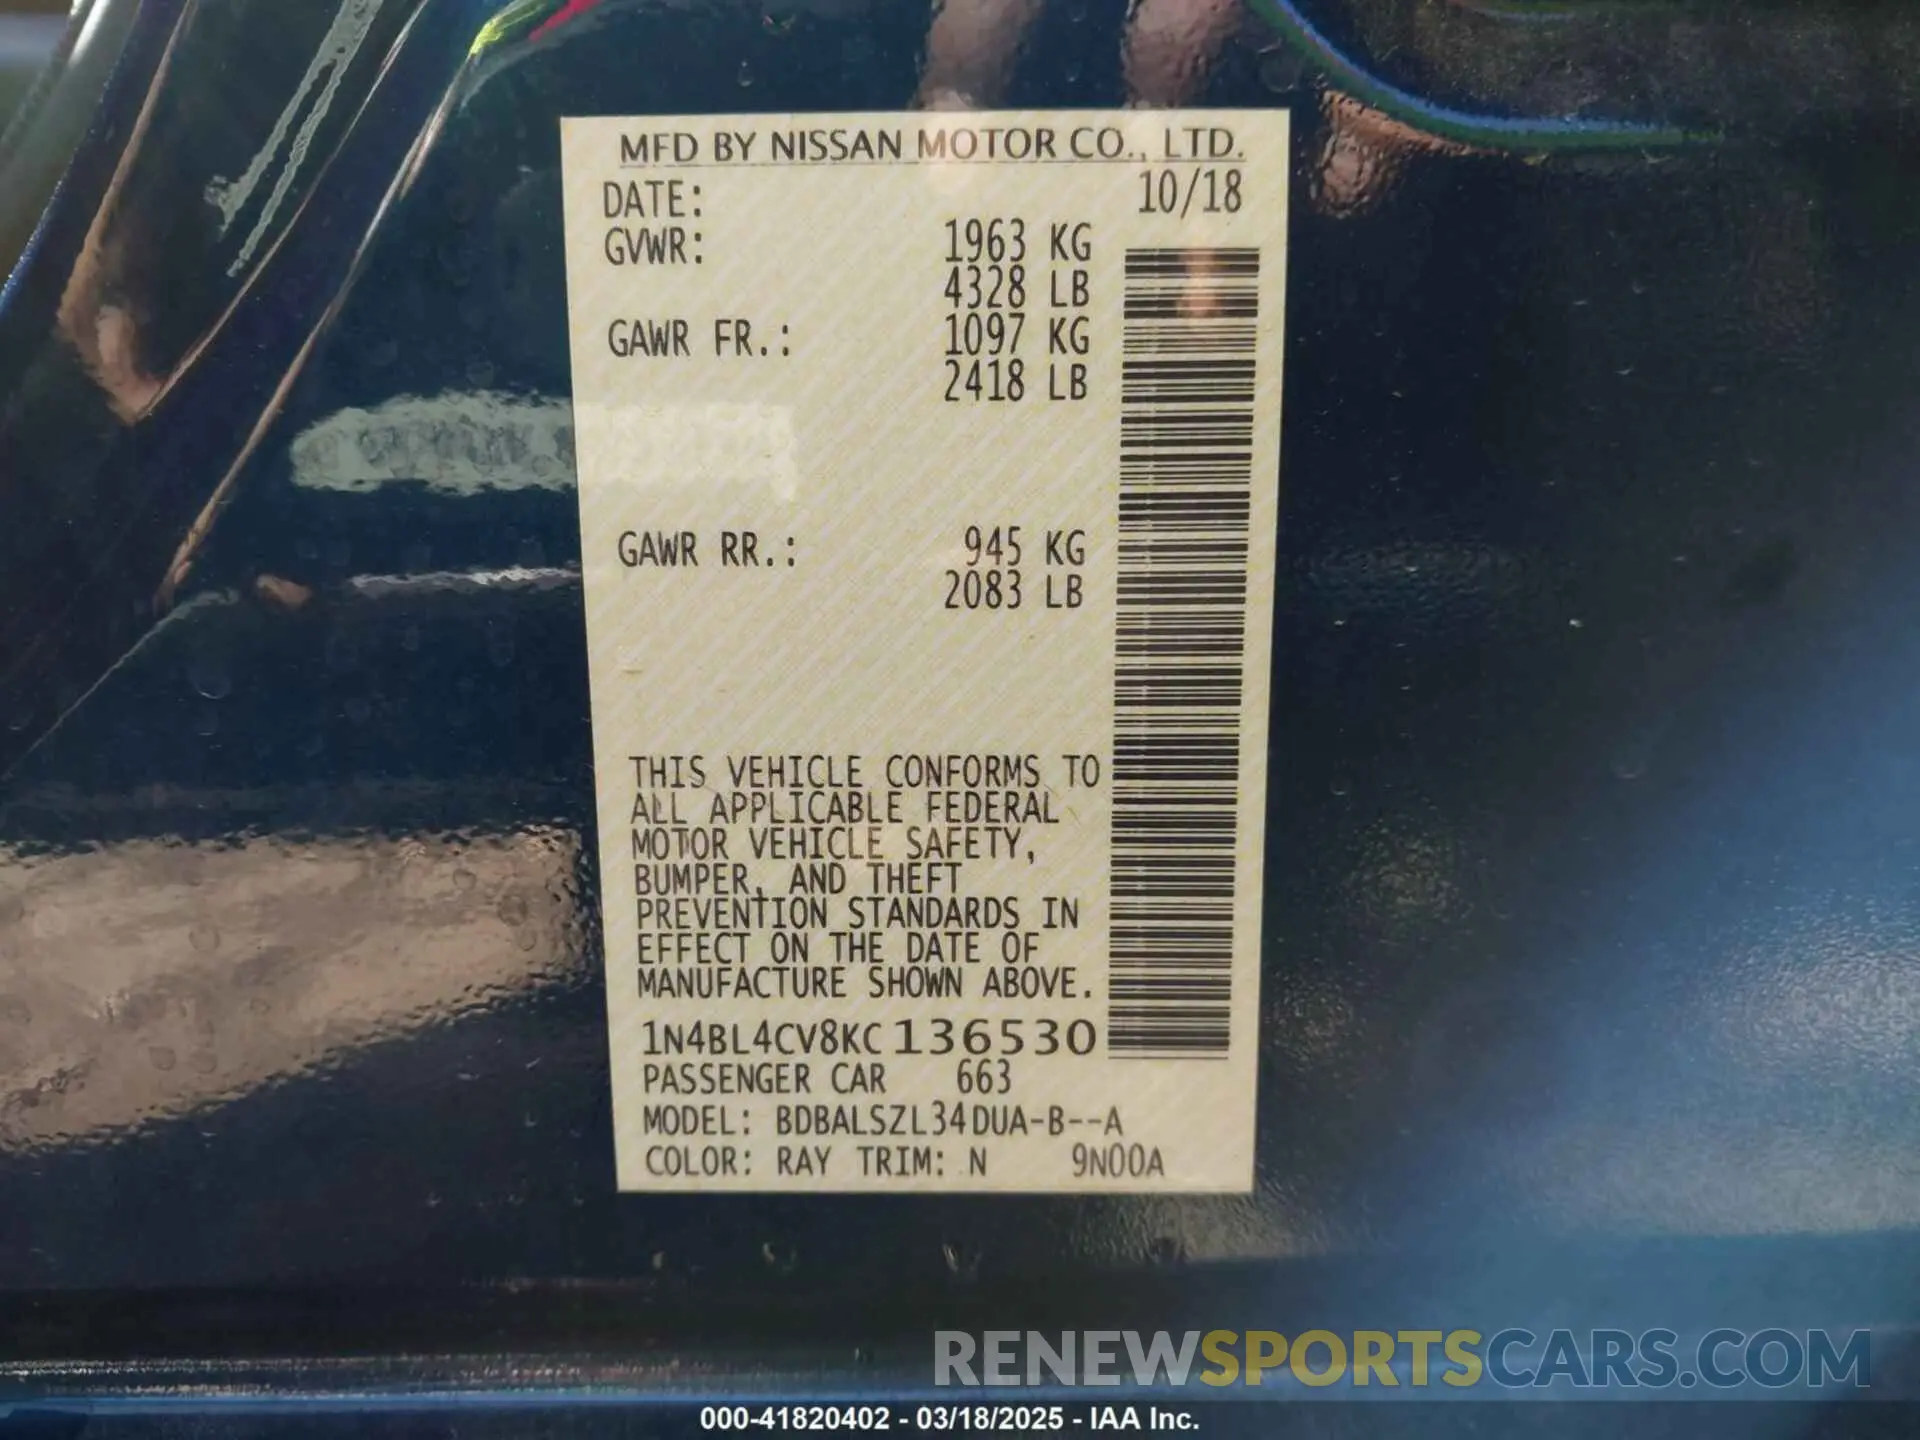 MFD BY NISSAN MOTOR CO., LTD.
DATE: 10/18
GVWR: 1963 KG
4328 LB
GAWR FR.: 1097 KG
2418 LB
GAWR RR.: 945 KG
2083 LB
THIS VEHICLE CONFORMS TO
ALL APPLICABLE FEDERAL
MOTOR VEHICLE SAFETY,
BUMPER, AND THEFT
PREVENTION STANDARDS IN
EFFECT ON THE DATE OF
MANUFACTURE SHOWN ABOVE.
1N4BL4CV8KC136530
PASSENGER CAR 663
MODEL: BDBALSZL34DUA-B--A
COLOR: RAY TRIM: N 9N00A
RENEWSPORTSCARS.COM
000-41820402 - 03/18/2025 - IAA Inc.